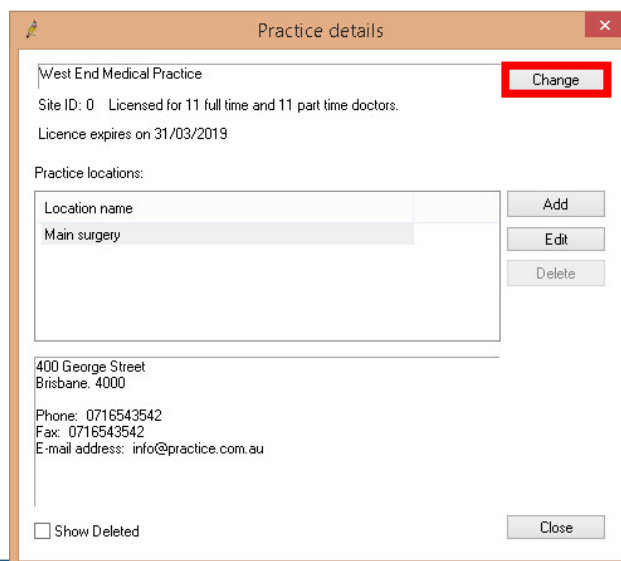 Practice details
West End Medical Practice
Change
Site ID: 0 Licensed for 11 full time and 11 part time doctors.
Licence expires on 31/03/2019
Practice locations:
Location name
Add
Main surgery
Edit
Delete
400 George Street
Brisbane. 4000
Phone: 0716543542
Fax: 0716543542
E-mail address: info@practice.com.au
Show Deleted
Close